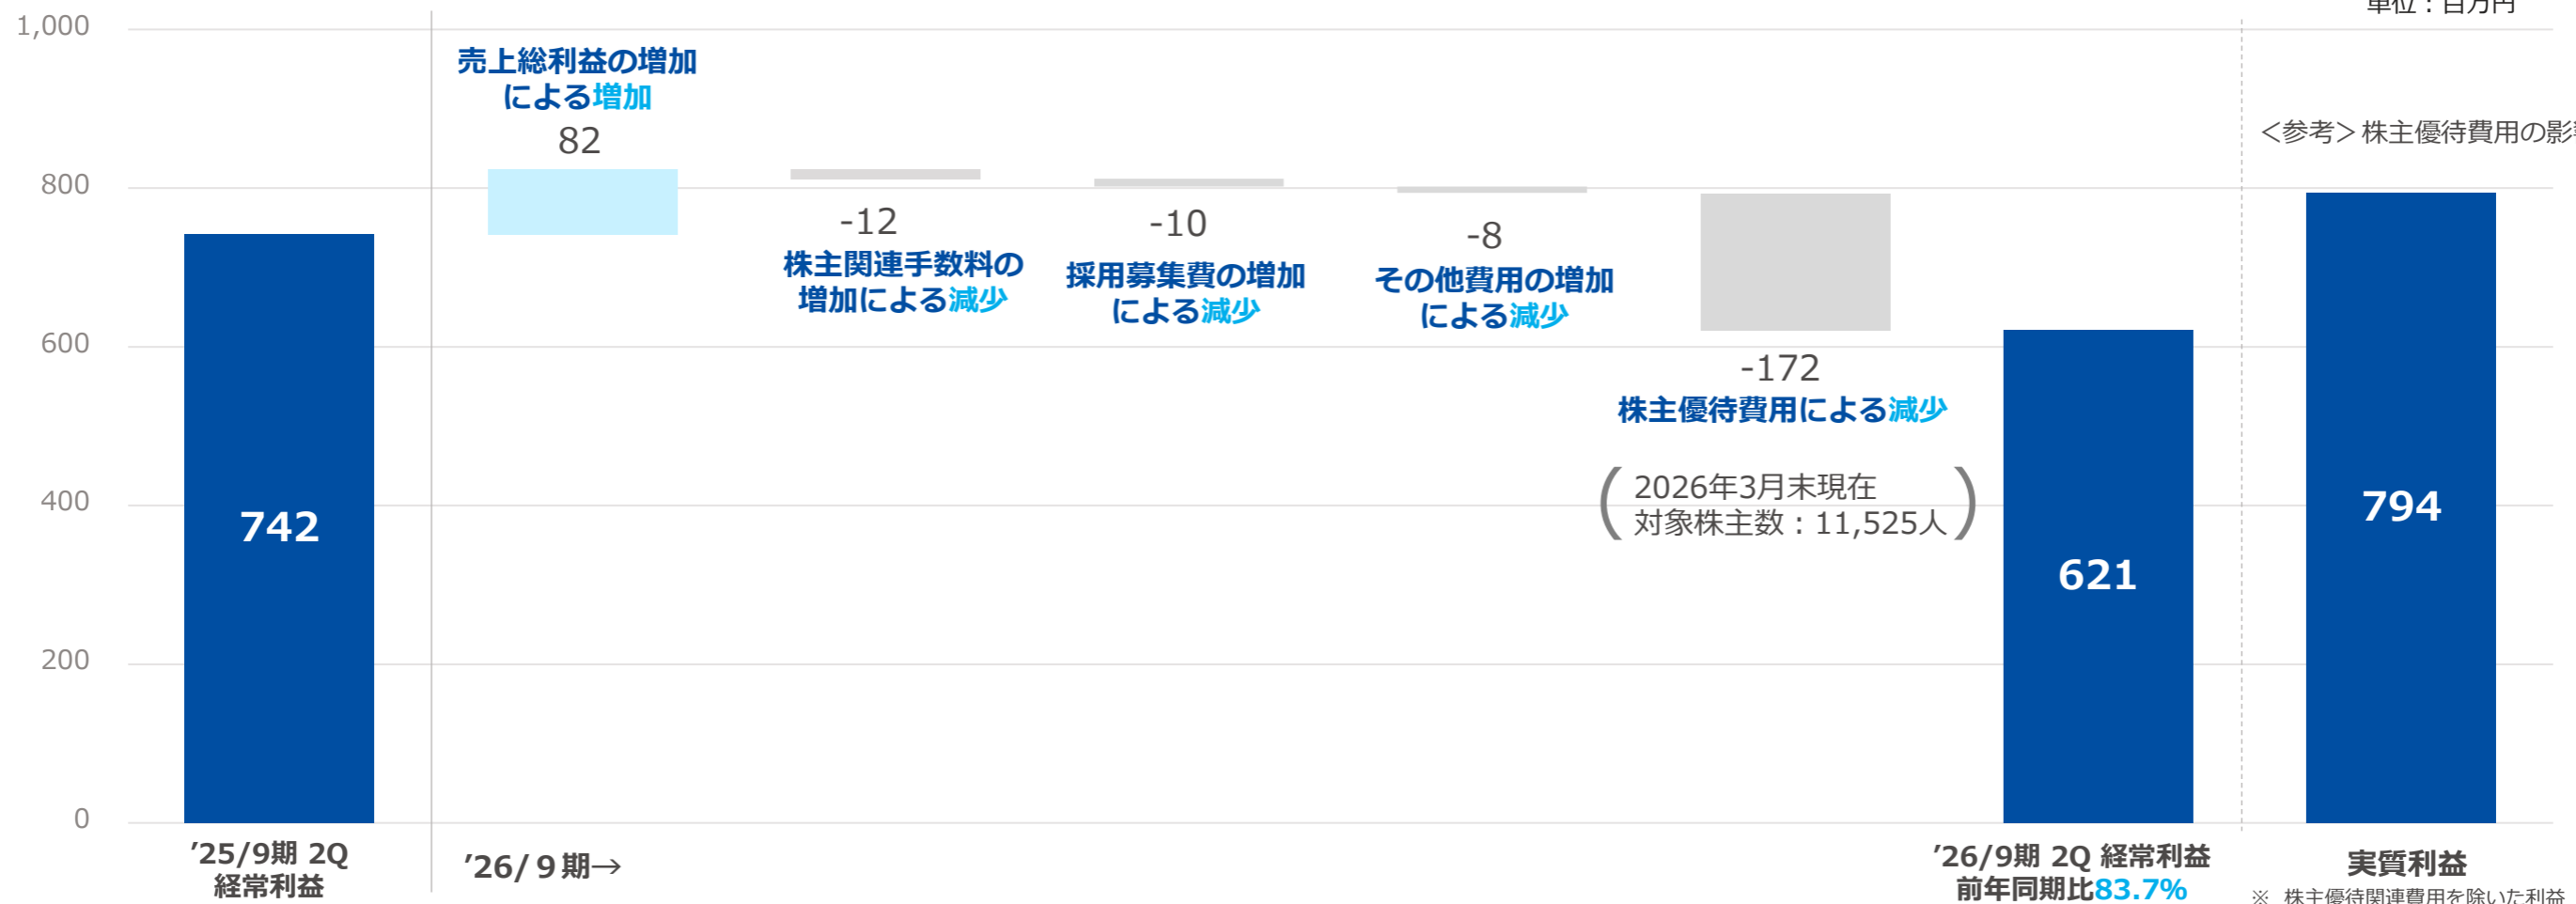 単位：百万円
1,000
800
600
400
200
0
売上総利益の増加
による増加
82
-12
株主関連手数料の
増加による減少
-10
採用募集費の増加
による減少
-8
その他費用の増加
による減少
-172
株主優待費用による減少
2026年3月末現在
対象株主数：11,525人
＜参考＞株主優待費用の影
742
621
794
’25/9期 2Q
経常利益
’26/９期→
’26/9期 2Q 経常利益
前年同期比83.7%
実質利益
※ 株主優待関連費用を除いた利益